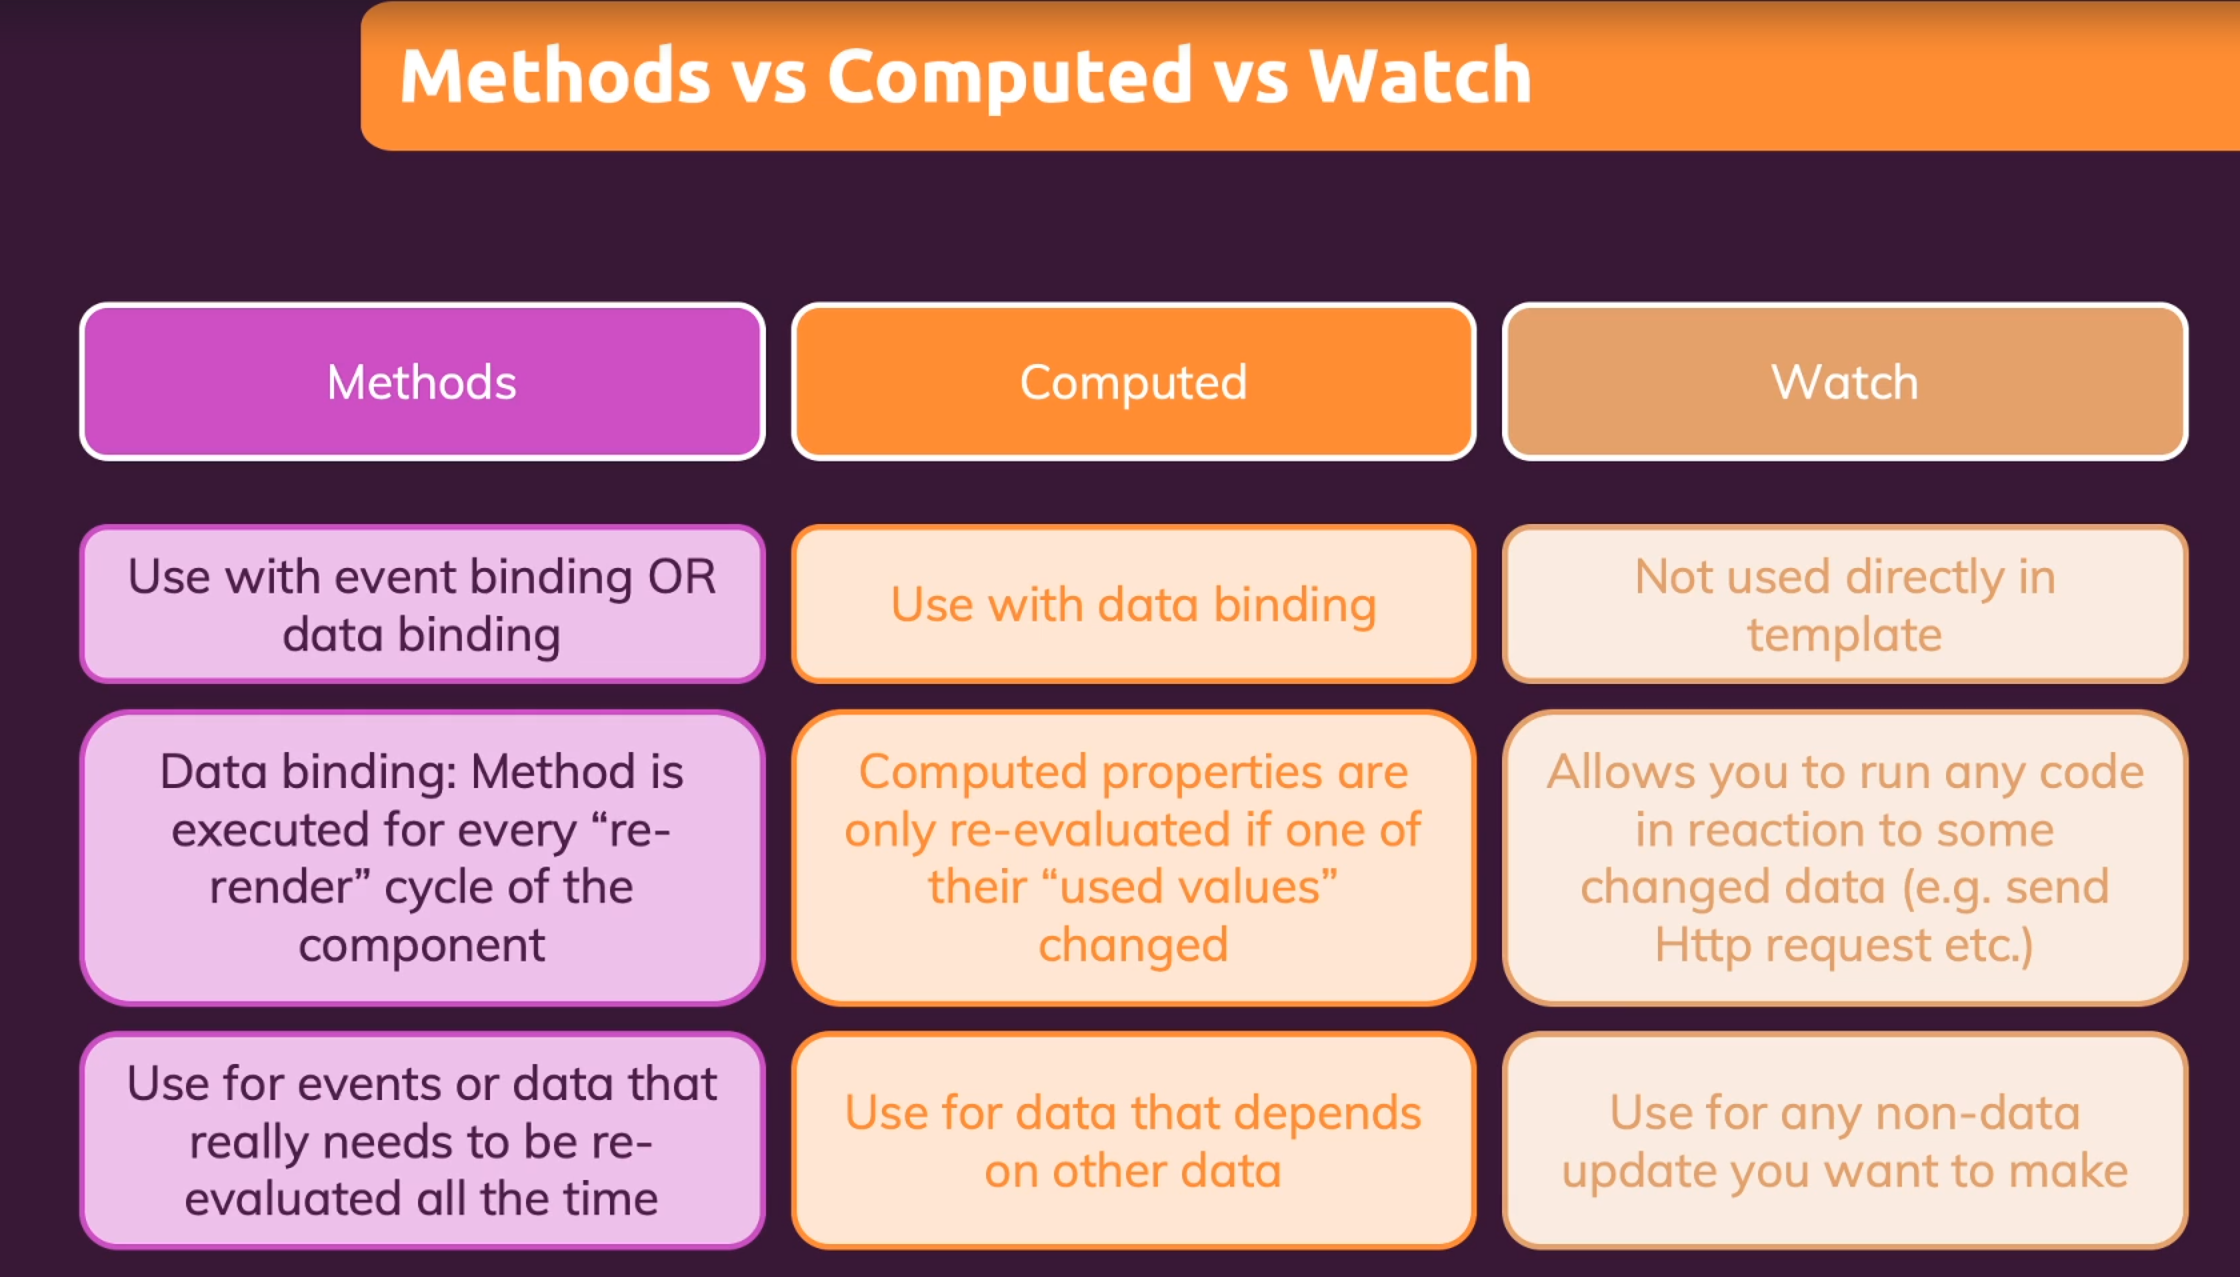 Methods vs Computed vs Watch
Methods
Computed
Watch
Use with event binding OR
data binding
Use with data binding
Not used directly in
template
Data binding: Method is
executed for every “re-
render” cycle of the
component
Computed properties are
only re-evaluated if one of
their “used values”
changed
Allows you to run any code
in reaction to some
changed data (e.g. send
Http request etc.)
Use for events or data that
really needs to be re-
evaluated all the time
Use for data that depends
on other data
Use for any non-data
update you want to make